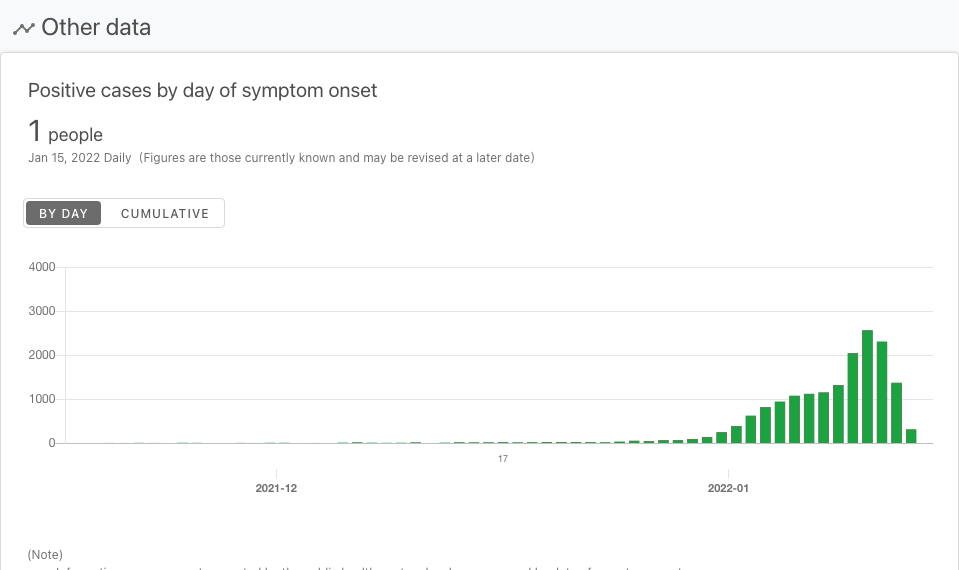 Other data
Positive cases by day of symptom onset
1 people
Jan 15, 2022 Daily (Figures are those currently known and may be revised at a later date)
BY DAY CUMULATIVE
4000
3000
2000
1000
0
17
2021-12 2022-01
(Note)